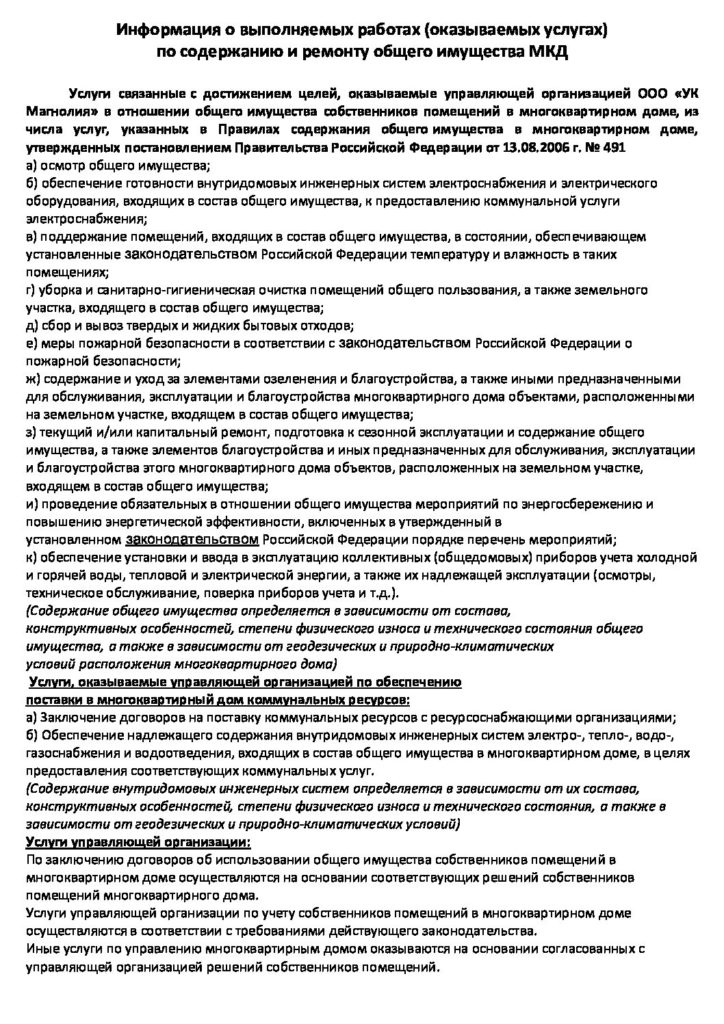 Информация о выполняемых работах (оказываемых услугах)
по содержанию и ремонту общего имущества МКД
Услуги связанные с достижением целей, оказываемые управляющей организацией ООО «УК
Магнолия» в отношении общего имущества собственников помещений в многоквартирном доме, из
числа услуг, указанных в Правилах содержания общего имущества в многоквартирном доме,
утвержденных постановлением Правительства Российской Федерации от 13.08.2006 г. № 491
а) осмотр общего имущества;
б) обеспечение готовности внутридомовых инженерных систем электроснабжения и электрического
оборудования, входящих в состав общего имущества, к предоставлению коммунальной услуги
электроснабжения;
в) поддержание помещений, входящих в состав общего имущества, в состоянии, обеспечивающем
установленные законодательством Российской Федерации температуру и влажность в таких
помещениях;
г) уборка и санитарно-гигиеническая очистка помещений общего пользования, а также земельного
участка, входящего в состав общего имущества;
д) сбор и вывоз твердых и жидких бытовых отходов;
е) меры пожарной безопасности в соответствии с законодательством Российской Федерации о
пожарной безопасности;
ж) содержание и уход за элементами озеленения и благоустройства, а также иными предназначенными
для обслуживания, эксплуатации и благоустройства многоквартирного дома объектами, расположенными
на земельном участке, входящем в состав общего имущества;
з) текущий и/или капитальный ремонт, подготовка к сезонной эксплуатации и содержание общего
имущества, а также элементов благоустройства и иных предназначенных для обслуживания, эксплуатации
и благоустройства этого многоквартирного дома объектов, расположенных на земельном участке,
входящем в состав общего имущества;
и) проведение обязательных в отношении общего имущества мероприятий по энергосбережению и
повышению энергетической эффективности, включенных в утвержденный в
установленном законодательством Российской Федерации порядке перечень мероприятий;
к) обеспечение установки и ввода в эксплуатацию коллективных (общедомовых) приборов учета холодной
и горячей воды, тепловой и электрической энергии, а также их надлежащей эксплуатации (осмотры,
техническое обслуживание, поверка приборов учета и т.д.).
(Содержание общего имущества определяется в зависимости от состава,
конструктивных особенностей, степени физического износа и технического состояния общего
имущества, а также в зависимости от геодезических и природно-климатических
условий расположения многоквартирного дома)
Услуги, оказываемые управляющей организацией по обеспечению
поставки в многоквартирный дом коммунальных ресурсов:
а) Заключение договоров на поставку коммунальных ресурсов с ресурсоснабжающими организациями;
б) Обеспечение надлежащего содержания внутридомовых инженерных систем электро-, тепло-, водо-,
газоснабжения и водоотведения, входящих в состав общего имущества в многоквартирном доме, в целях
предоставления соответствующих коммунальных услуг.
(Содержание внутридомовых инженерных систем определяется в зависимости от их состава,
конструктивных особенностей, степени физического износа и технического состояния, а также в
зависимости от геодезических и природно-климатических условий)
Услуги управляющей организации:
По заключению договоров об использовании общего имущества собственников помещений в
многоквартирном доме осуществляются на основании соответствующих решений собственников
помещений многоквартирного дома.
Услуги управляющей организации по учету собственников помещений в многоквартирном доме
осуществляются в соответствии с требованиями действующего законодательства.
Иные услуги по управлению многоквартирным домом оказываются на основании согласованных с
управляющей организацией решений собственников помещений.